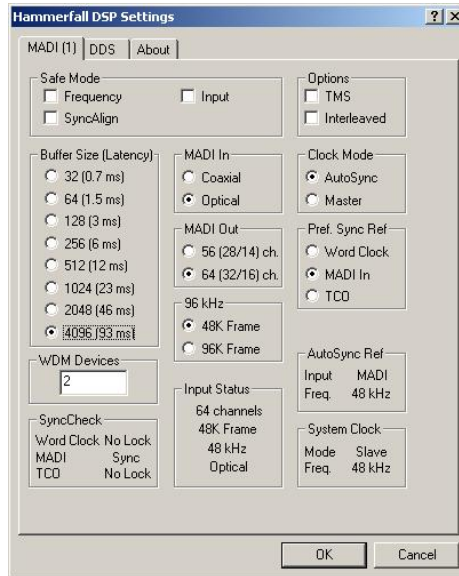 Hammerfall DSP Settings
MADI (1) DDS About
Safe Mode
Frequency Input
SyncAlign
Options
TMS
Interleaved
Buffer Size (Latency)
32 (0.7 ms)
64 (1.5 ms)
128 (3 ms)
256 (6 ms)
512 (12 ms)
1024 (23 ms)
2048 (46 ms)
4096 (93 ms)
MADI In
Coaxial
Optical
MADI Out
56 (28/14) ch.
64 (32/16) ch.
96 kHz
48K Frame
96K Frame
Clock Mode
AutoSync
Master
Pref. Sync Ref
Word Clock
MADI In
TCO
WDM Devices
2
SyncCheck
Word Clock No Lock
MADI Sync
TCO No Lock
Input Status
64 channels
48K Frame
48 kHz
Optical
AutoSync Ref
Input MADI
Freq. 48 kHz
System Clock
Mode Slave
Freq. 48 kHz
OK Cancel